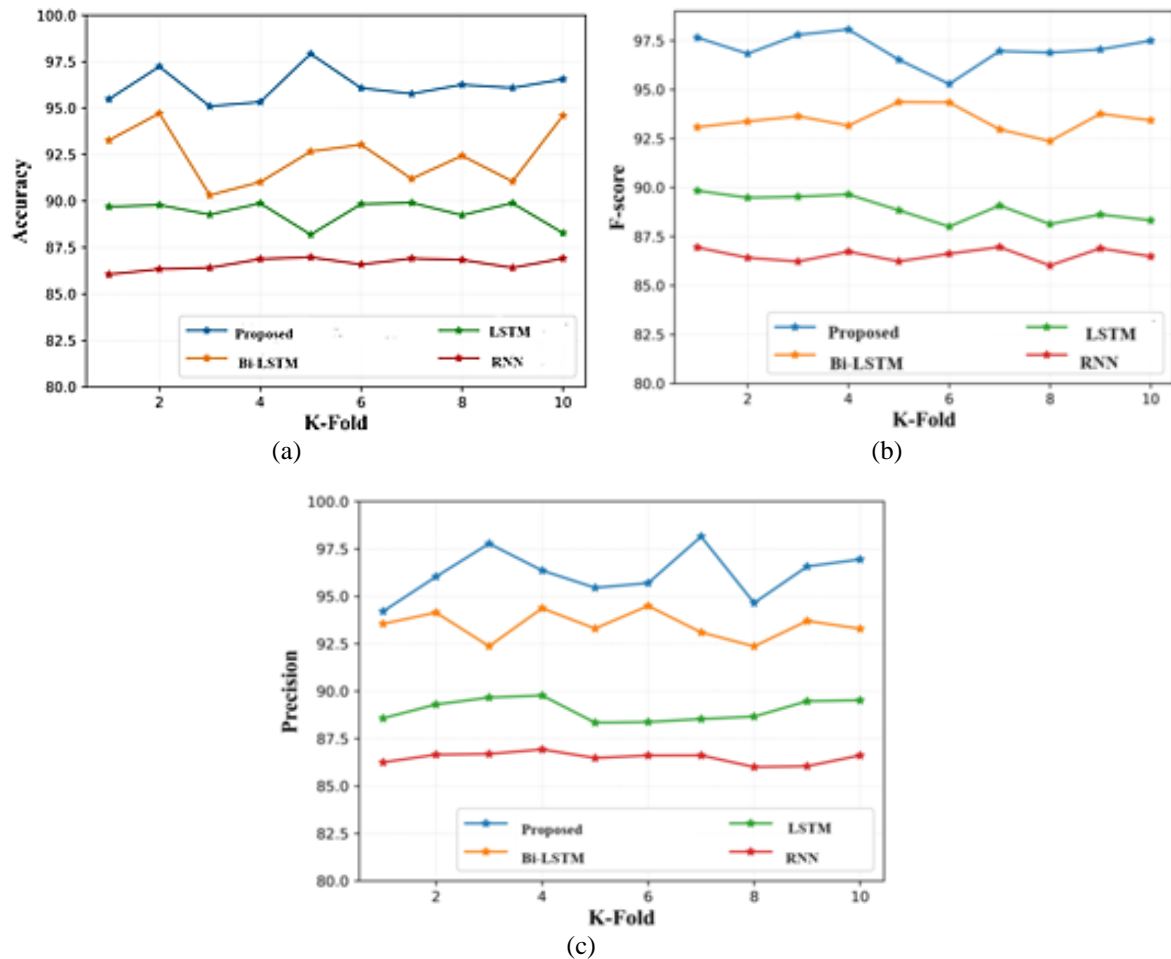 100.0
97.5
95.0
92.5
90.0
87.5
85.0
82.5
80.0
Accuracy
Proposed
LSTM
Bi-LSTM
RNN
2 4 6 8 10
K-Fold
(a)
97.5
95.0
92.5
90.0
87.5
85.0
82.5
80.0
F-score
Proposed
LSTM
Bi-LSTM
RNN
2 4 6 8 10
K-Fold
(b)
100.0
97.5
95.0
92.5
90.0
87.5
85.0
82.5
80.0
Precision
Proposed
LSTM
Bi-LSTM
RNN
2 4 6 8 10
K-Fold
(c)